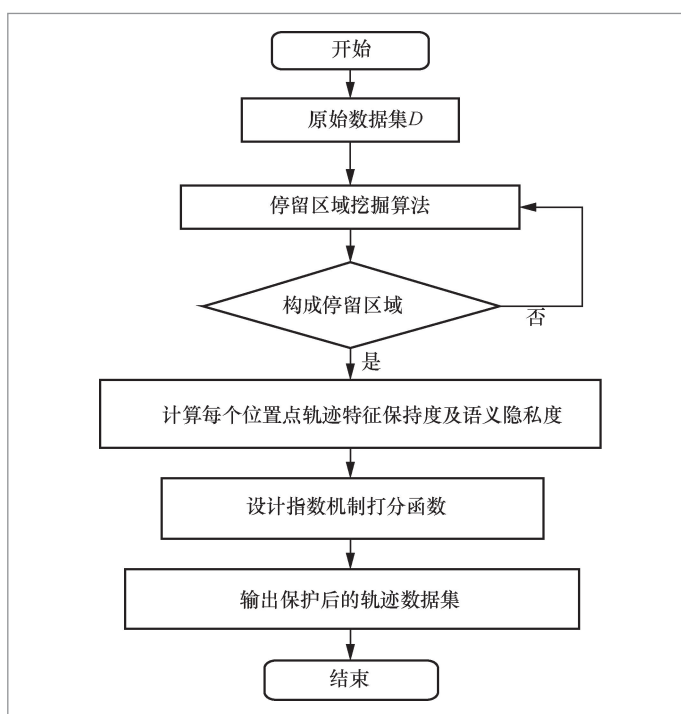 开始
原始数据集D
停留区域挖掘算法
构成停留区域
否
是
计算每个位置点轨迹特征保持度及语义隐私度
设计指数机制打分函数
输出保护后的轨迹数据集
结束